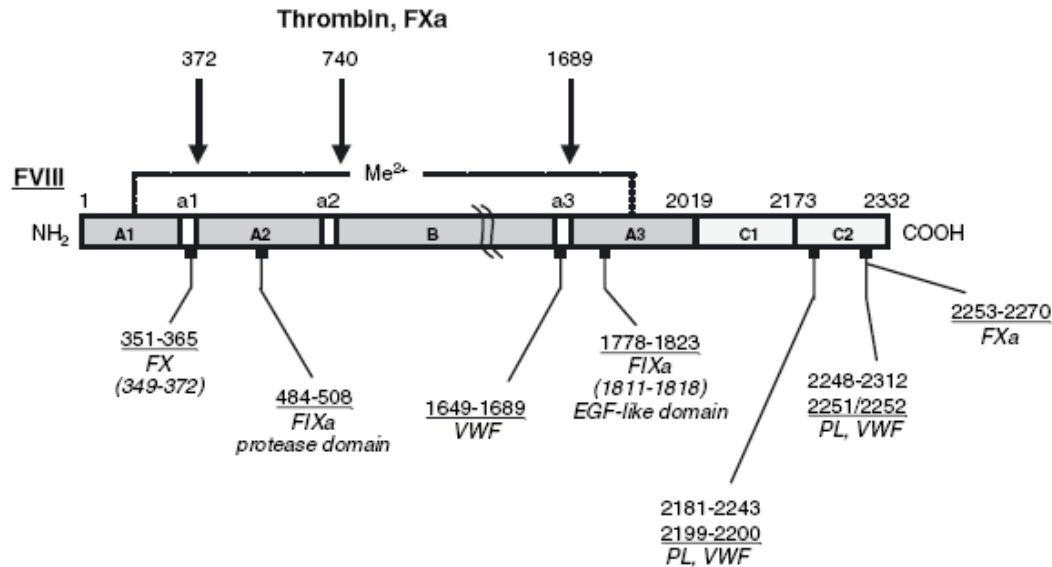 Thrombin, FXa
372 740 1689
FVIII
Me²⁺
1 a1 a2 a3 2019 2173 2332
NH₂ A1 A2 B A3 C1 C2 COOH
351-365
FX
(349-372)
484-508
FIXa
protease domain
1649-1689
VWF
1778-1823
FIXa
(1811-1818)
EGF-like domain
2253-2270
FXa
2248-2312
2251/2252
PL, VWF
2181-2243
2199-2200
PL, VWF